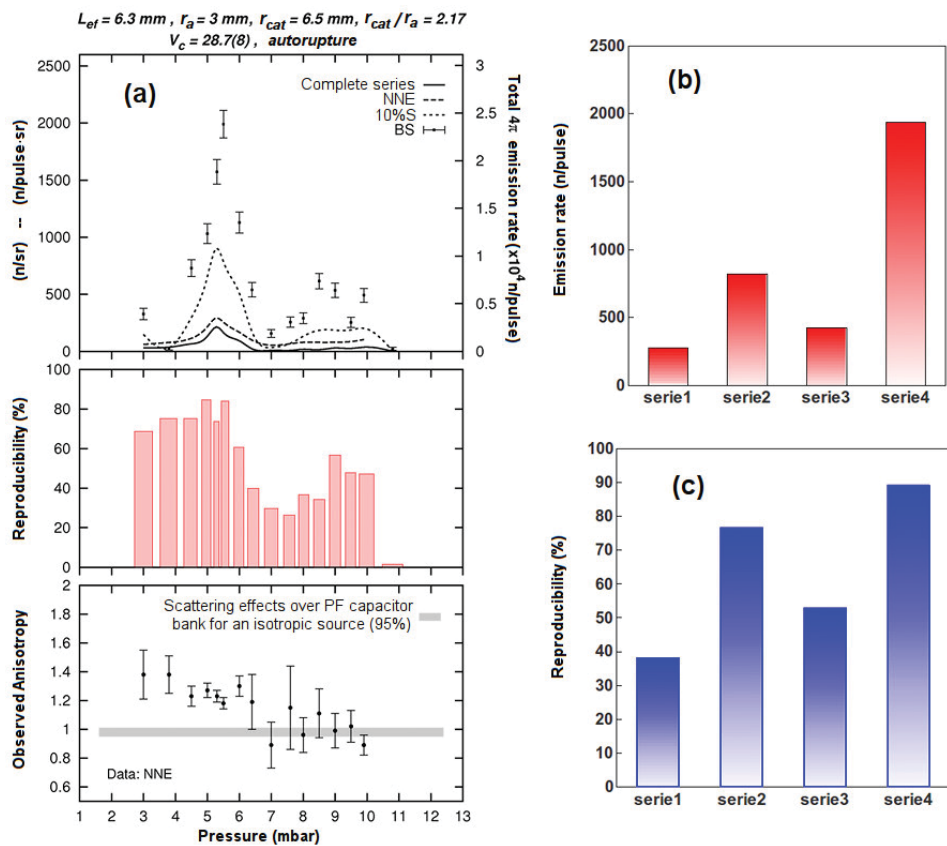 L_ef = 6.3 mm , r_a = 3 mm, r_cat = 6.5 mm, r_cat / r_a = 2.17
V_c = 28.7(8) , autorupture
(a)
Complete series
NNE
10%S
BS
(n/sr) -- (n/pulse·sr)
2500
2000
1500
1000
500
0
3
2.5
2
1.5
1
0.5
0
Total 4π emission rate
(x10⁴n/pulse)
Reproducibility (%)
100
80
60
40
20
0
Observed Anisotropy
2
1.8
1.6
1.4
1.2
1
0.8
0.6
Scattering effects over PF capacitor
bank for an isotropic source (95%)
Data: NNE
1 2 3 4 5 6 7 8 9 10 11 12 13
Pressure (mbar)
(b)
Emission rate (n/pulse)
2500
2000
1500
1000
500
0
serie1 serie2 serie3 serie4
(c)
Reproducibility (%)
100
90
80
70
60
50
40
30
20
10
0
serie1 serie2 serie3 serie4